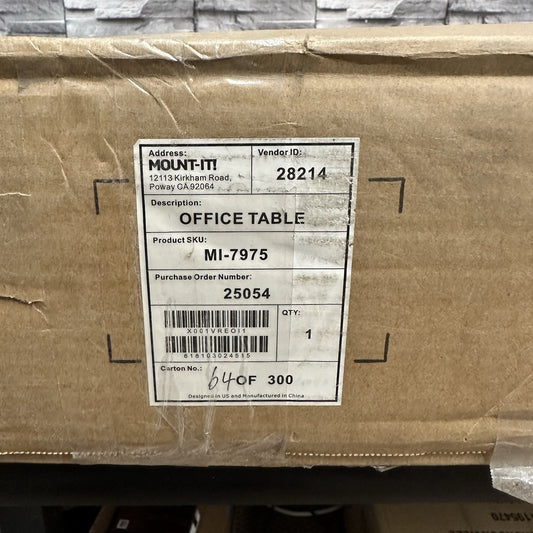 Address:
MOUNT-IT!
12113 Kirkham Road,
Poway CA 92064
Vendor ID:
28214
Description:
OFFICE TABLE
Product SKU:
MI-7975
Purchase Order Number:
25054
X001VREOI1
818103024615
QTY:
1
Carton No.:
64 OF 300
Designed in US and Manufactured in China